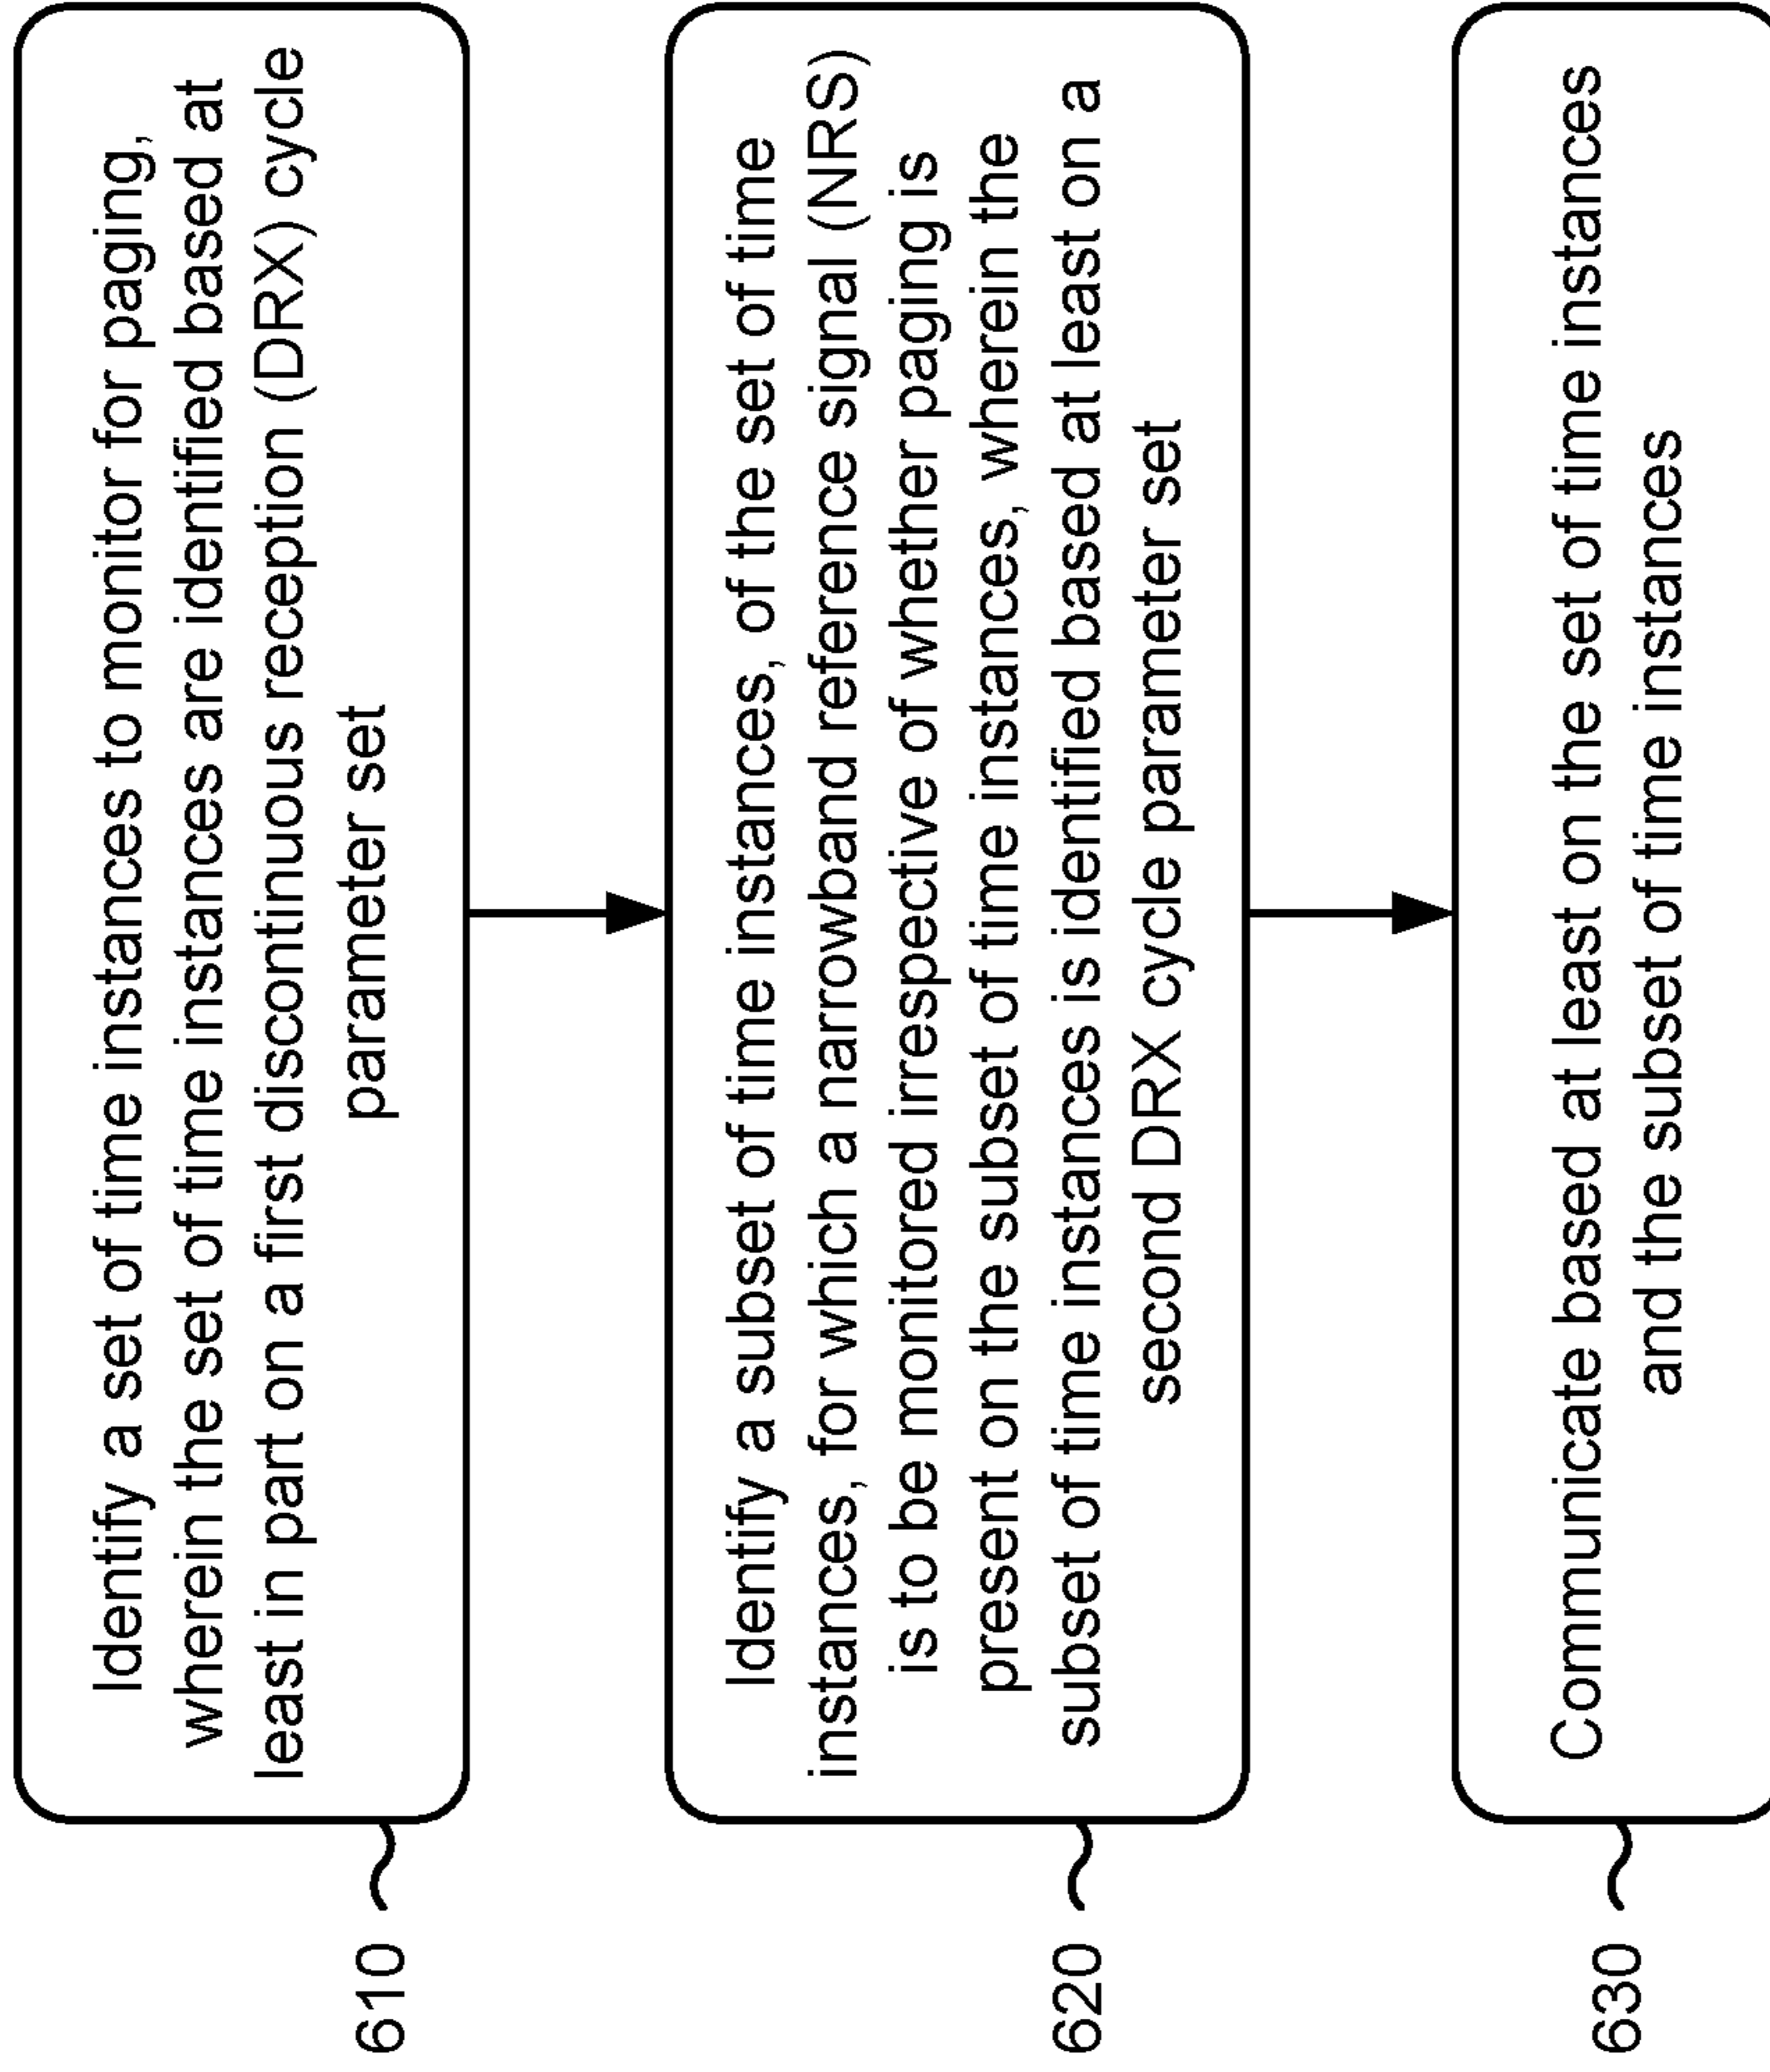 610
Identify a set of time instances to monitor for paging,
wherein the set of time instances are identified based at
least in part on a first discontinuous reception (DRX) cycle
parameter set
620
Identify a subset of time instances, of the set of time
instances, for which a narrowband reference signal (NRS)
is to be monitored irrespective of whether paging is
present on the subset of time instances, wherein the
subset of time instances is identified based at least on a
second DRX cycle parameter set
630
Communicate based at least on the set of time instances
and the subset of time instances